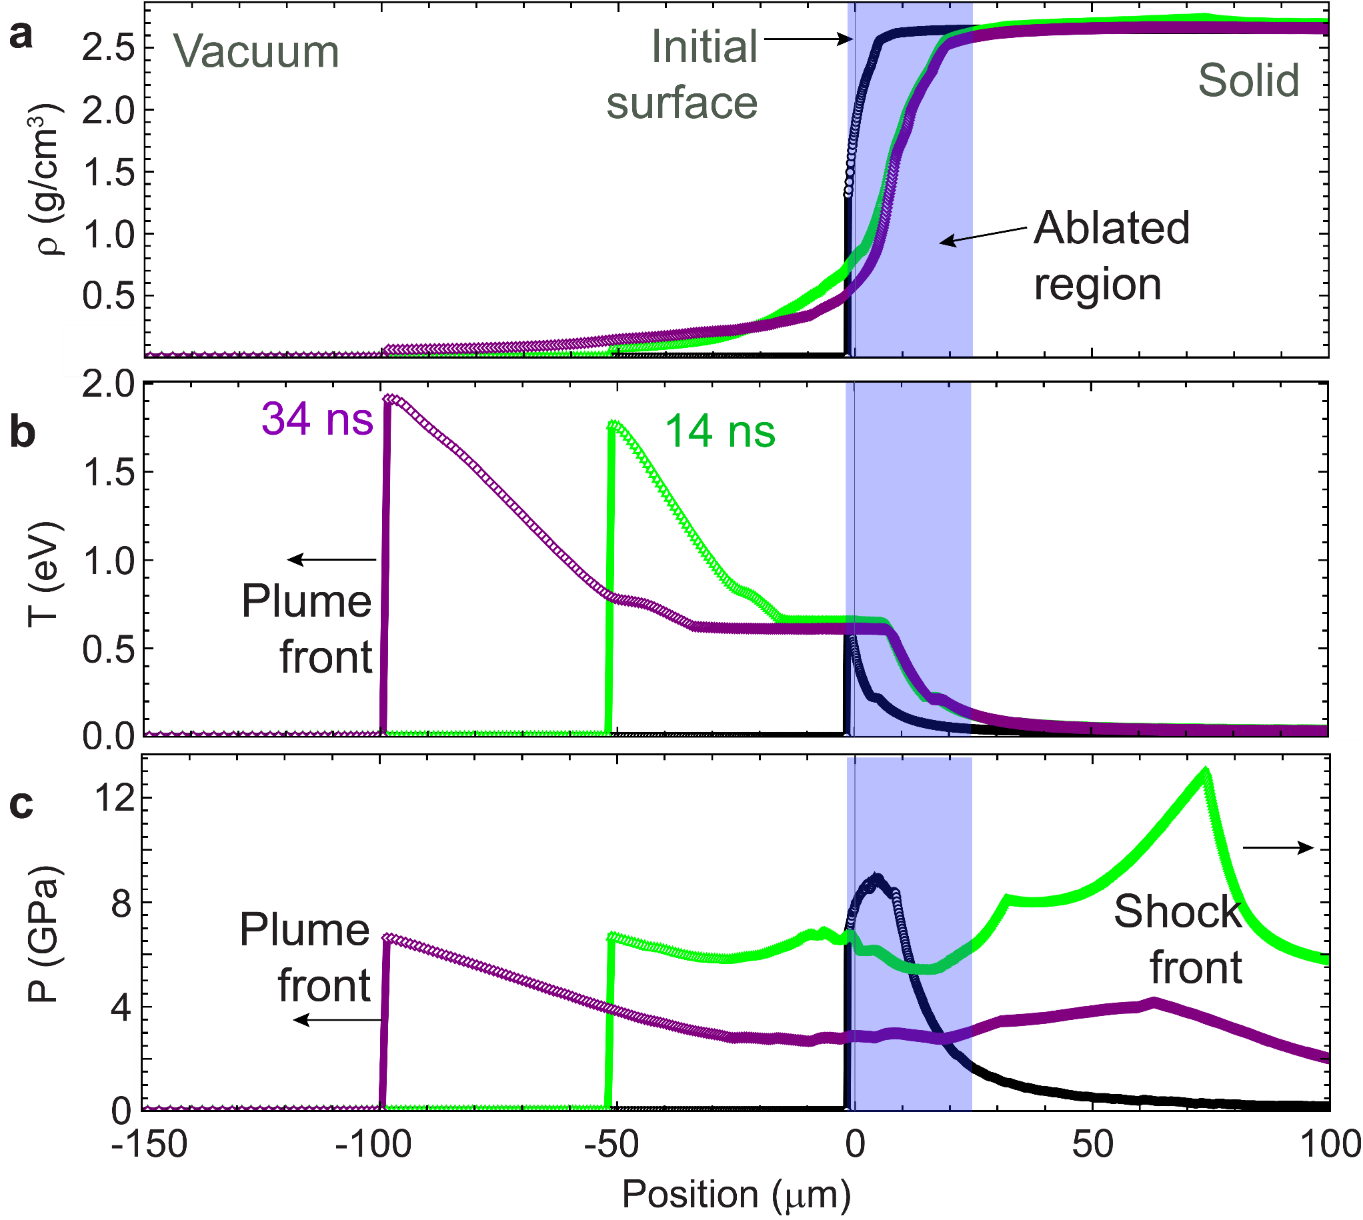 a
Vacuum
Initial
surface
Solid
Ablated
region
ρ (g/cm³)
2.5
2.0
1.5
1.0
0.5
b
34 ns
14 ns
Plume
front
T (eV)
2.0
1.5
1.0
0.5
0.0
c
Plume
front
Shock
front
P (GPa)
12
8
4
0
-150 -100 -50 0 50 100
Position (μm)